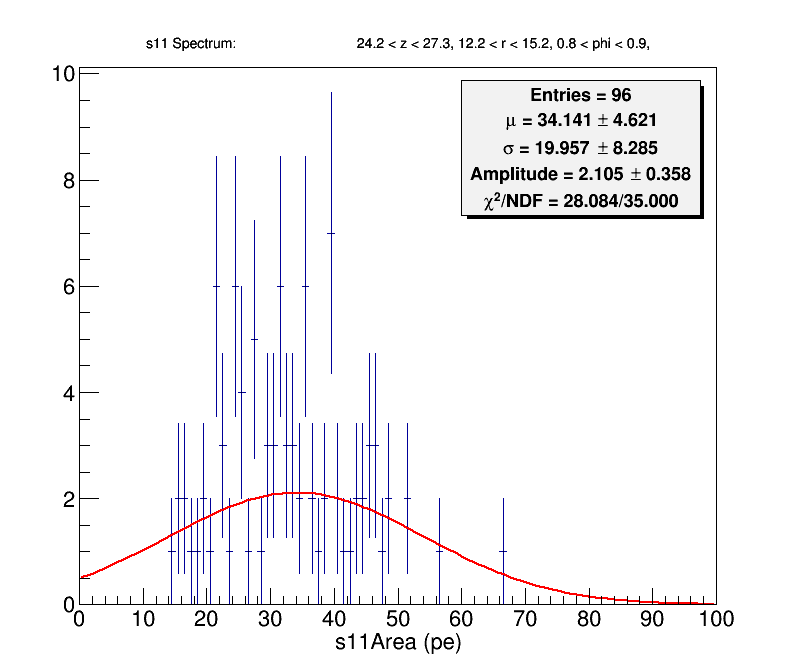 s11 Spectrum: 24.2 < z < 27.3, 12.2 < r < 15.2, 0.8 < phi < 0.9,
Entries = 96
μ = 34.141 ± 4.621
σ = 19.957 ± 8.285
Amplitude = 2.105 ± 0.358
χ²/NDF = 28.084/35.000
10
8
6
4
2
0
0 10 20 30 40 50 60 70 80 90 100
s11Area (pe)